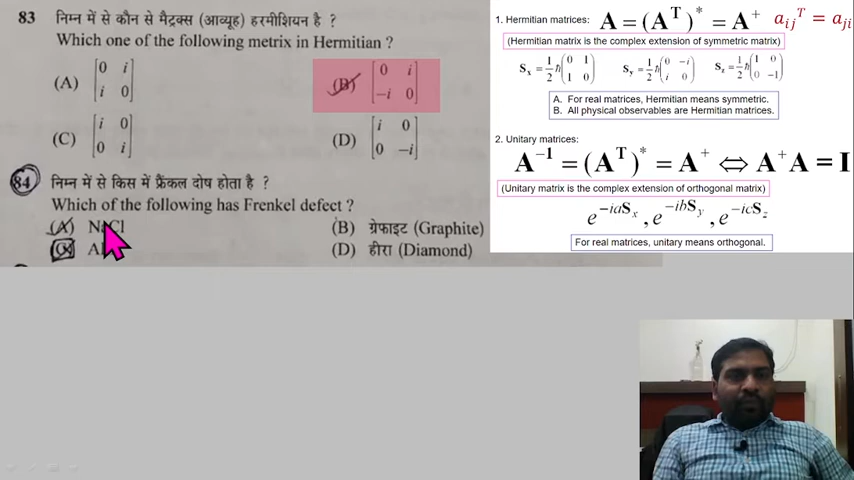 83 निम्न में से कौन से मैट्रक्स (आव्यूह) हरमीशियन है ?
Which one of the following metrix in Hermitian ?
(A) [0 i
i 0]
(B) [0 i
-i 0]
(C) [i 0
0 i]
(D) [i 0
0 -i]
84 निम्न में से किस में फ्रैंकल दोष होता है ?
Which of the following has Frenkel defect ?
(A)
(B) ग्रेफाइट (Graphite)
(D) हीरा (Diamond)
1. Hermitian matrices: A = (A^T)^* = A^+ a_ij^T = a_ji
(Hermitian matrix is the complex extension of symmetric matrix)
S_x = 1/2 ħ (0 1
1 0) S_y = 1/2 ħ (0 -i
i 0) S_z = 1/2 ħ (1 0
0 -1)
A. For real matrices, Hermitian means symmetric.
B. All physical observables are Hermitian matrices.
2. Unitary matrices:
A^-1 = (A^T)^* = A^+ ⇔ A^+A = I
(Unitary matrix is the complex extension of orthogonal matrix)
e^-iaS_x, e^-ibS_y, e^-icS_z
For real matrices, unitary means orthogonal.